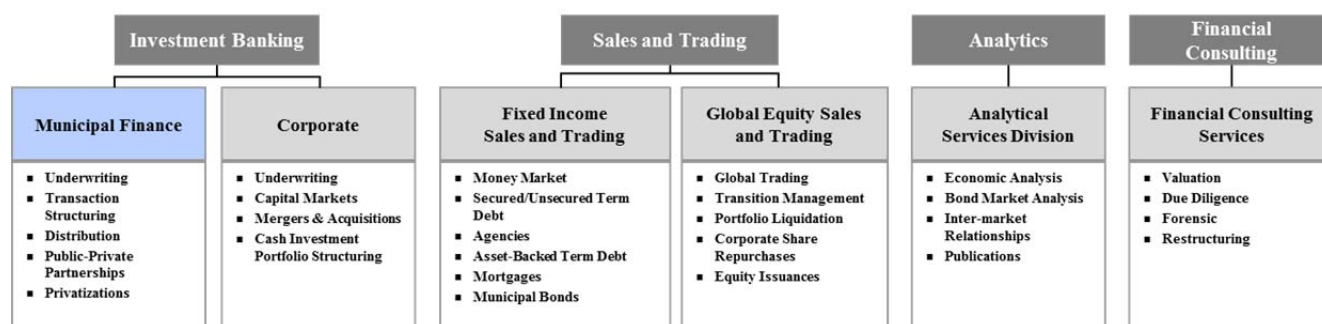 Investment Banking
Municipal Finance
Underwriting
Transaction
Structuring
Distribution
Public-Private
Partnerships
Privatizations
Corporate
Underwriting
Capital Markets
Mergers & Acquisitions
Cash Investment
Portfolio Structuring
Sales and Trading
Fixed Income
Sales and Trading
Money Market
Secured/Unsecured Term
Debt
Agencies
Asset-Backed Term Debt
Mortgages
Municipal Bonds
Global Equity Sales
and Trading
Global Trading
Transition Management
Portfolio Liquidation
Corporate Share
Repurchases
Equity Issuances
Analytics
Analytical
Services Division
Economic Analysis
Bond Market Analysis
Inter-market
Relationships
Publications
Financial
Consulting
Financial Consulting
Services
Valuation
Due Diligence
Forensic
Restructuring